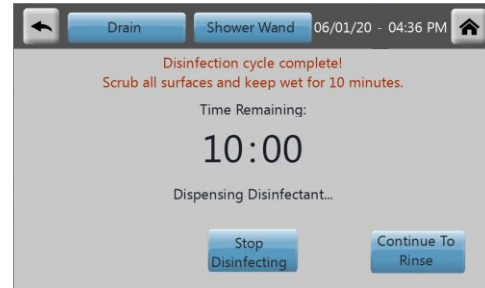 Drain
Shower Wand
06/01/20 - 04:36 PM
Disinfection cycle complete!
Scrub all surfaces and keep wet for 10 minutes.
Time Remaining:
10:00
Dispensing Disinfectant...
Stop
Disinfecting
Continue To
Rinse